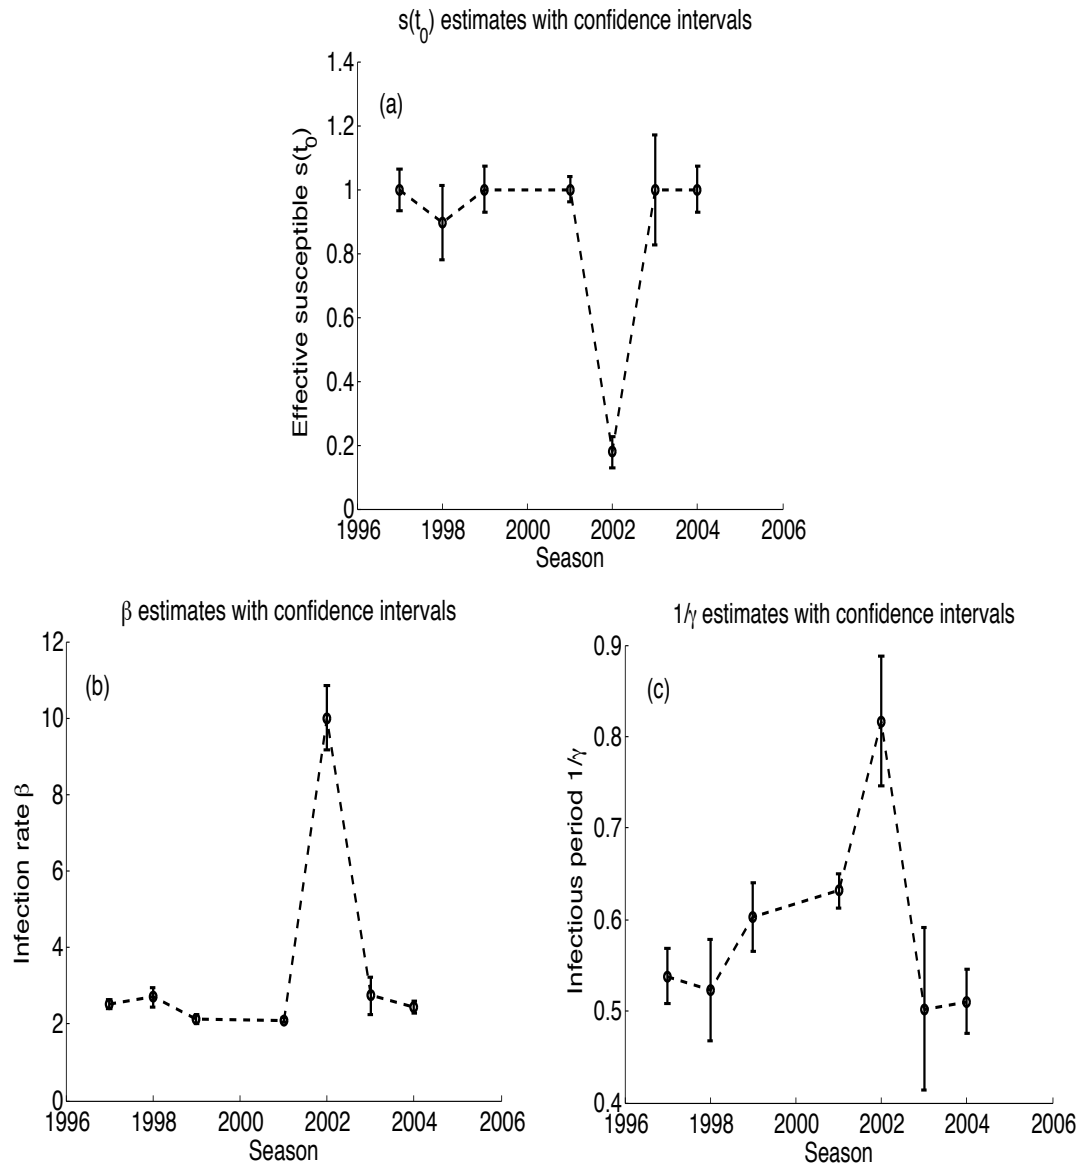 s(t0) estimates with confidence intervals
(a)
Effective susceptible s(t0)
1.4
1.2
1
0.8
0.6
0.4
0.2
0
1996 1998 2000 2002 2004 2006
Season
β estimates with confidence intervals
(b)
Infection rate β
12
10
8
6
4
2
0
1996 1998 2000 2002 2004 2006
Season
1/γ estimates with confidence intervals
(c)
Infectious period 1/γ
0.9
0.8
0.7
0.6
0.5
0.4
1996 1998 2000 2002 2004 2006
Season